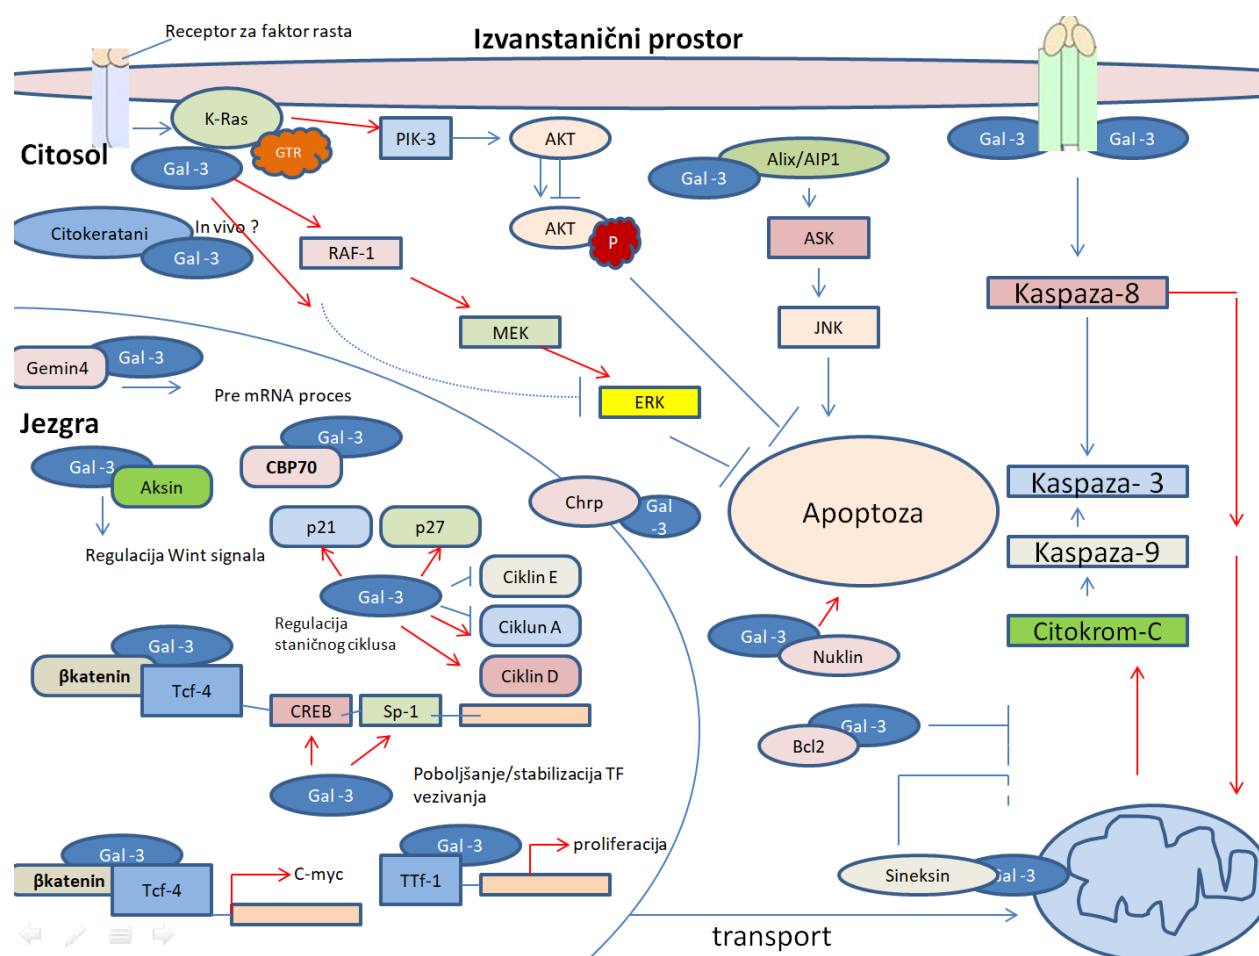 Receptor za faktor rasta
Izvanstanični prostor
K-Ras
GTR
PIK-3
AKT
Gal -3
Gal -3
Citosol
Gal -3
Alix/AIP1
Gal -3
AKT
P
ASK
Citokeratani
In vivo ?
Gal -3
RAF-1
Kaspaza-8
JNK
MEK
Gemin4
Gal -3
Pre mRNA proces
ERK
Jezgra
Gal -3
CBP70
Gal -3
Aksin
Kaspaza- 3
Chrp
Gal
-3
Apoptoza
p21
p27
Regulacija Wint signala
Kaspaza-9
Ciklin E
Gal -3
Regulacija
staničnog ciklusa
Ciklun A
Citokrom-C
Gal -3
Nuklin
Gal -3
βkatenin
Tcf-4
Ciklin D
CREB
Sp-1
Gal -3
Bcl2
Gal -3
Poboljšanje/stabilizacija TF
vezivanja
Gal -3
βkatenin
Tcf-4
C-myc
Gal -3
TTf-1
proliferacija
Sineksin
Gal -3
transport